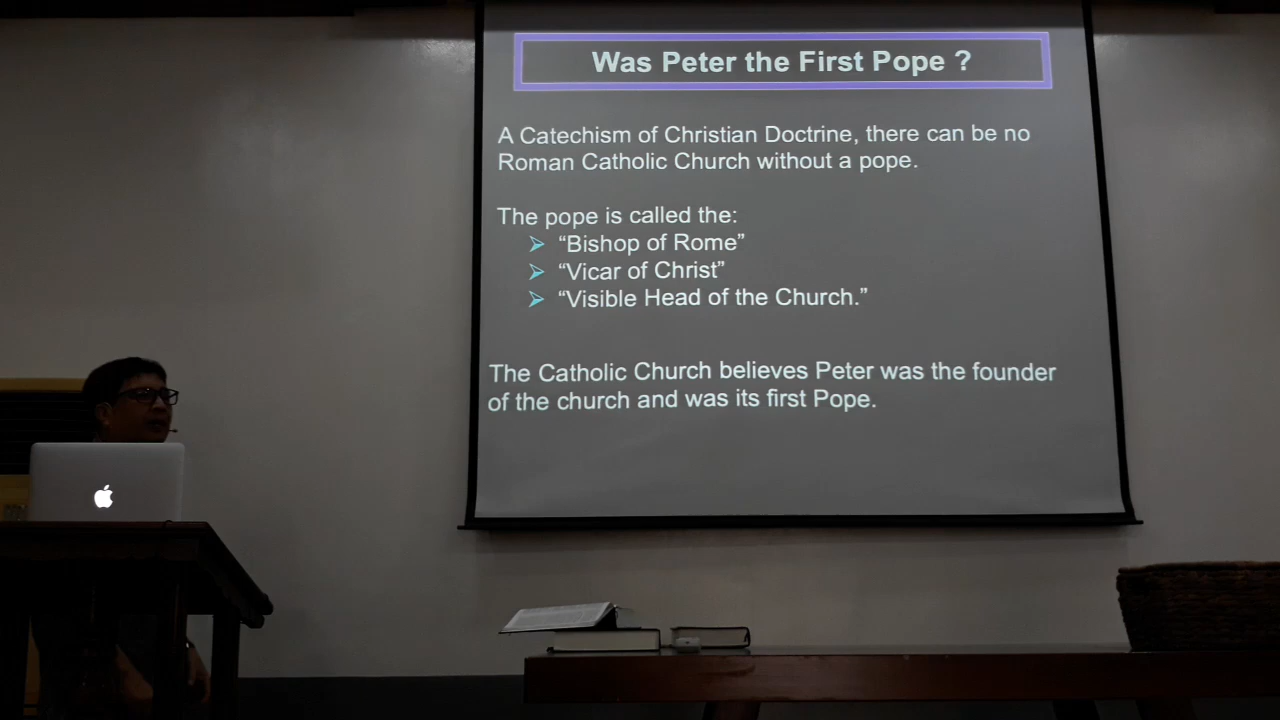 Was Peter the First Pope ?
A Catechism of Christian Doctrine, there can be no
Roman Catholic Church without a pope.
The pope is called the:
➢ “Bishop of Rome”
➢ “Vicar of Christ”
➢ “Visible Head of the Church.”
The Catholic Church believes Peter was the founder
of the church and was its first Pope.